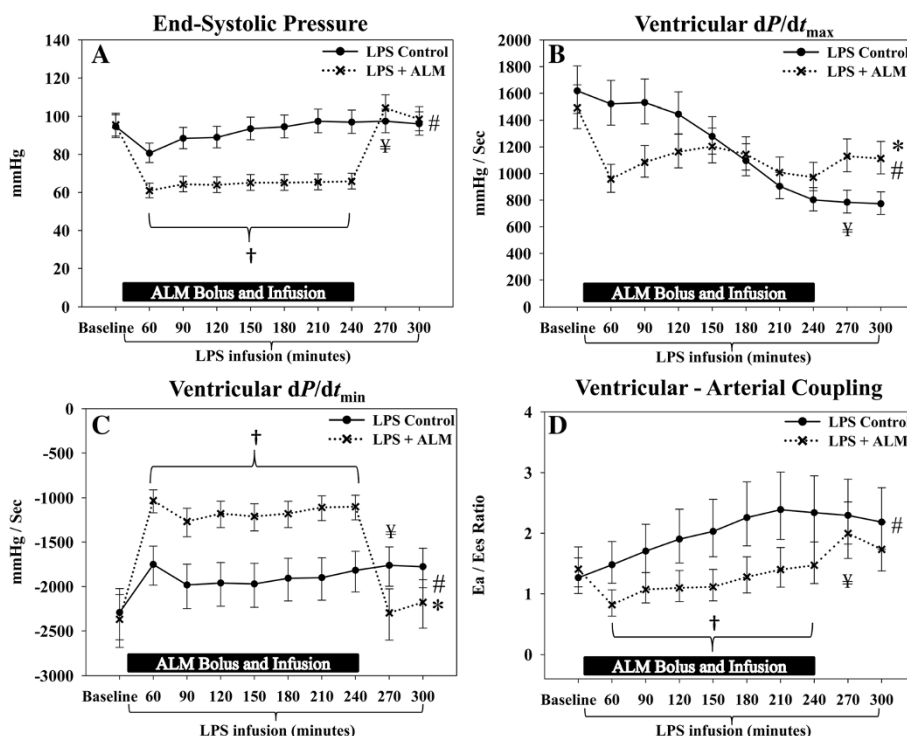 End-Systolic Pressure
A
LPS Control
LPS + ALM
mmHg
140
120
100
80
60
40
20
0
#
¥
†
ALM Bolus and Infusion
Baseline 60 90 120 150 180 210 240 270 300
LPS infusion (minutes)
Ventricular dP/dtmax
B
LPS Control
LPS + ALM
mmHg / Sec
2000
1800
1600
1400
1200
1000
800
600
400
200
0
*
#
¥
ALM Bolus and Infusion
Baseline 60 90 120 150 180 210 240 270 300
LPS infusion (minutes)
Ventricular dP/dtmin
C
LPS Control
LPS + ALM
mmHg / Sec
0
-500
-1000
-1500
-2000
-2500
-3000
†
¥
#
*
ALM Bolus and Infusion
Baseline 60 90 120 150 180 210 240 270 300
LPS infusion (minutes)
Ventricular - Arterial Coupling
D
LPS Control
LPS + ALM
Ea / Ees Ratio
4
3
2
1
0
#
¥
†
ALM Bolus and Infusion
Baseline 60 90 120 150 180 210 240 270 300
LPS infusion (minutes)